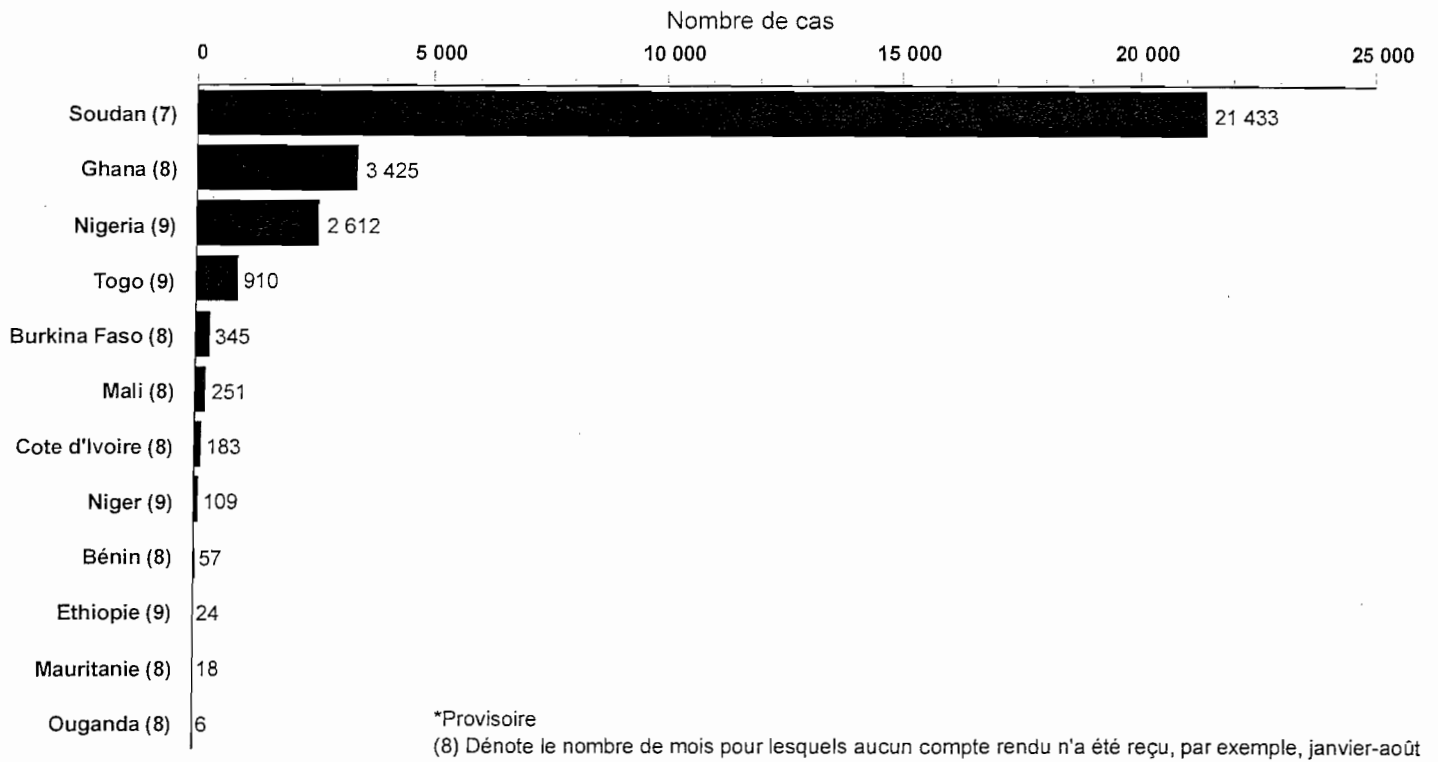 Nombre de cas
0 5 000 10 000 15 000 20 000 25 000
Soudan (7) 21 433
Ghana (8) 3 425
Nigeria (9) 2 612
Togo (9) 910
Burkina Faso (8) 345
Mali (8) 251
Cote d'Ivoire (8) 183
Niger (9) 109
Bénin (8) 57
Ethiopie (9) 24
Mauritanie (8) 18
Ouganda (8) 6
*Provisoire
(8) Dénote le nombre de mois pour lesquels aucun compte rendu n'a été reçu, par exemple, janvier-août